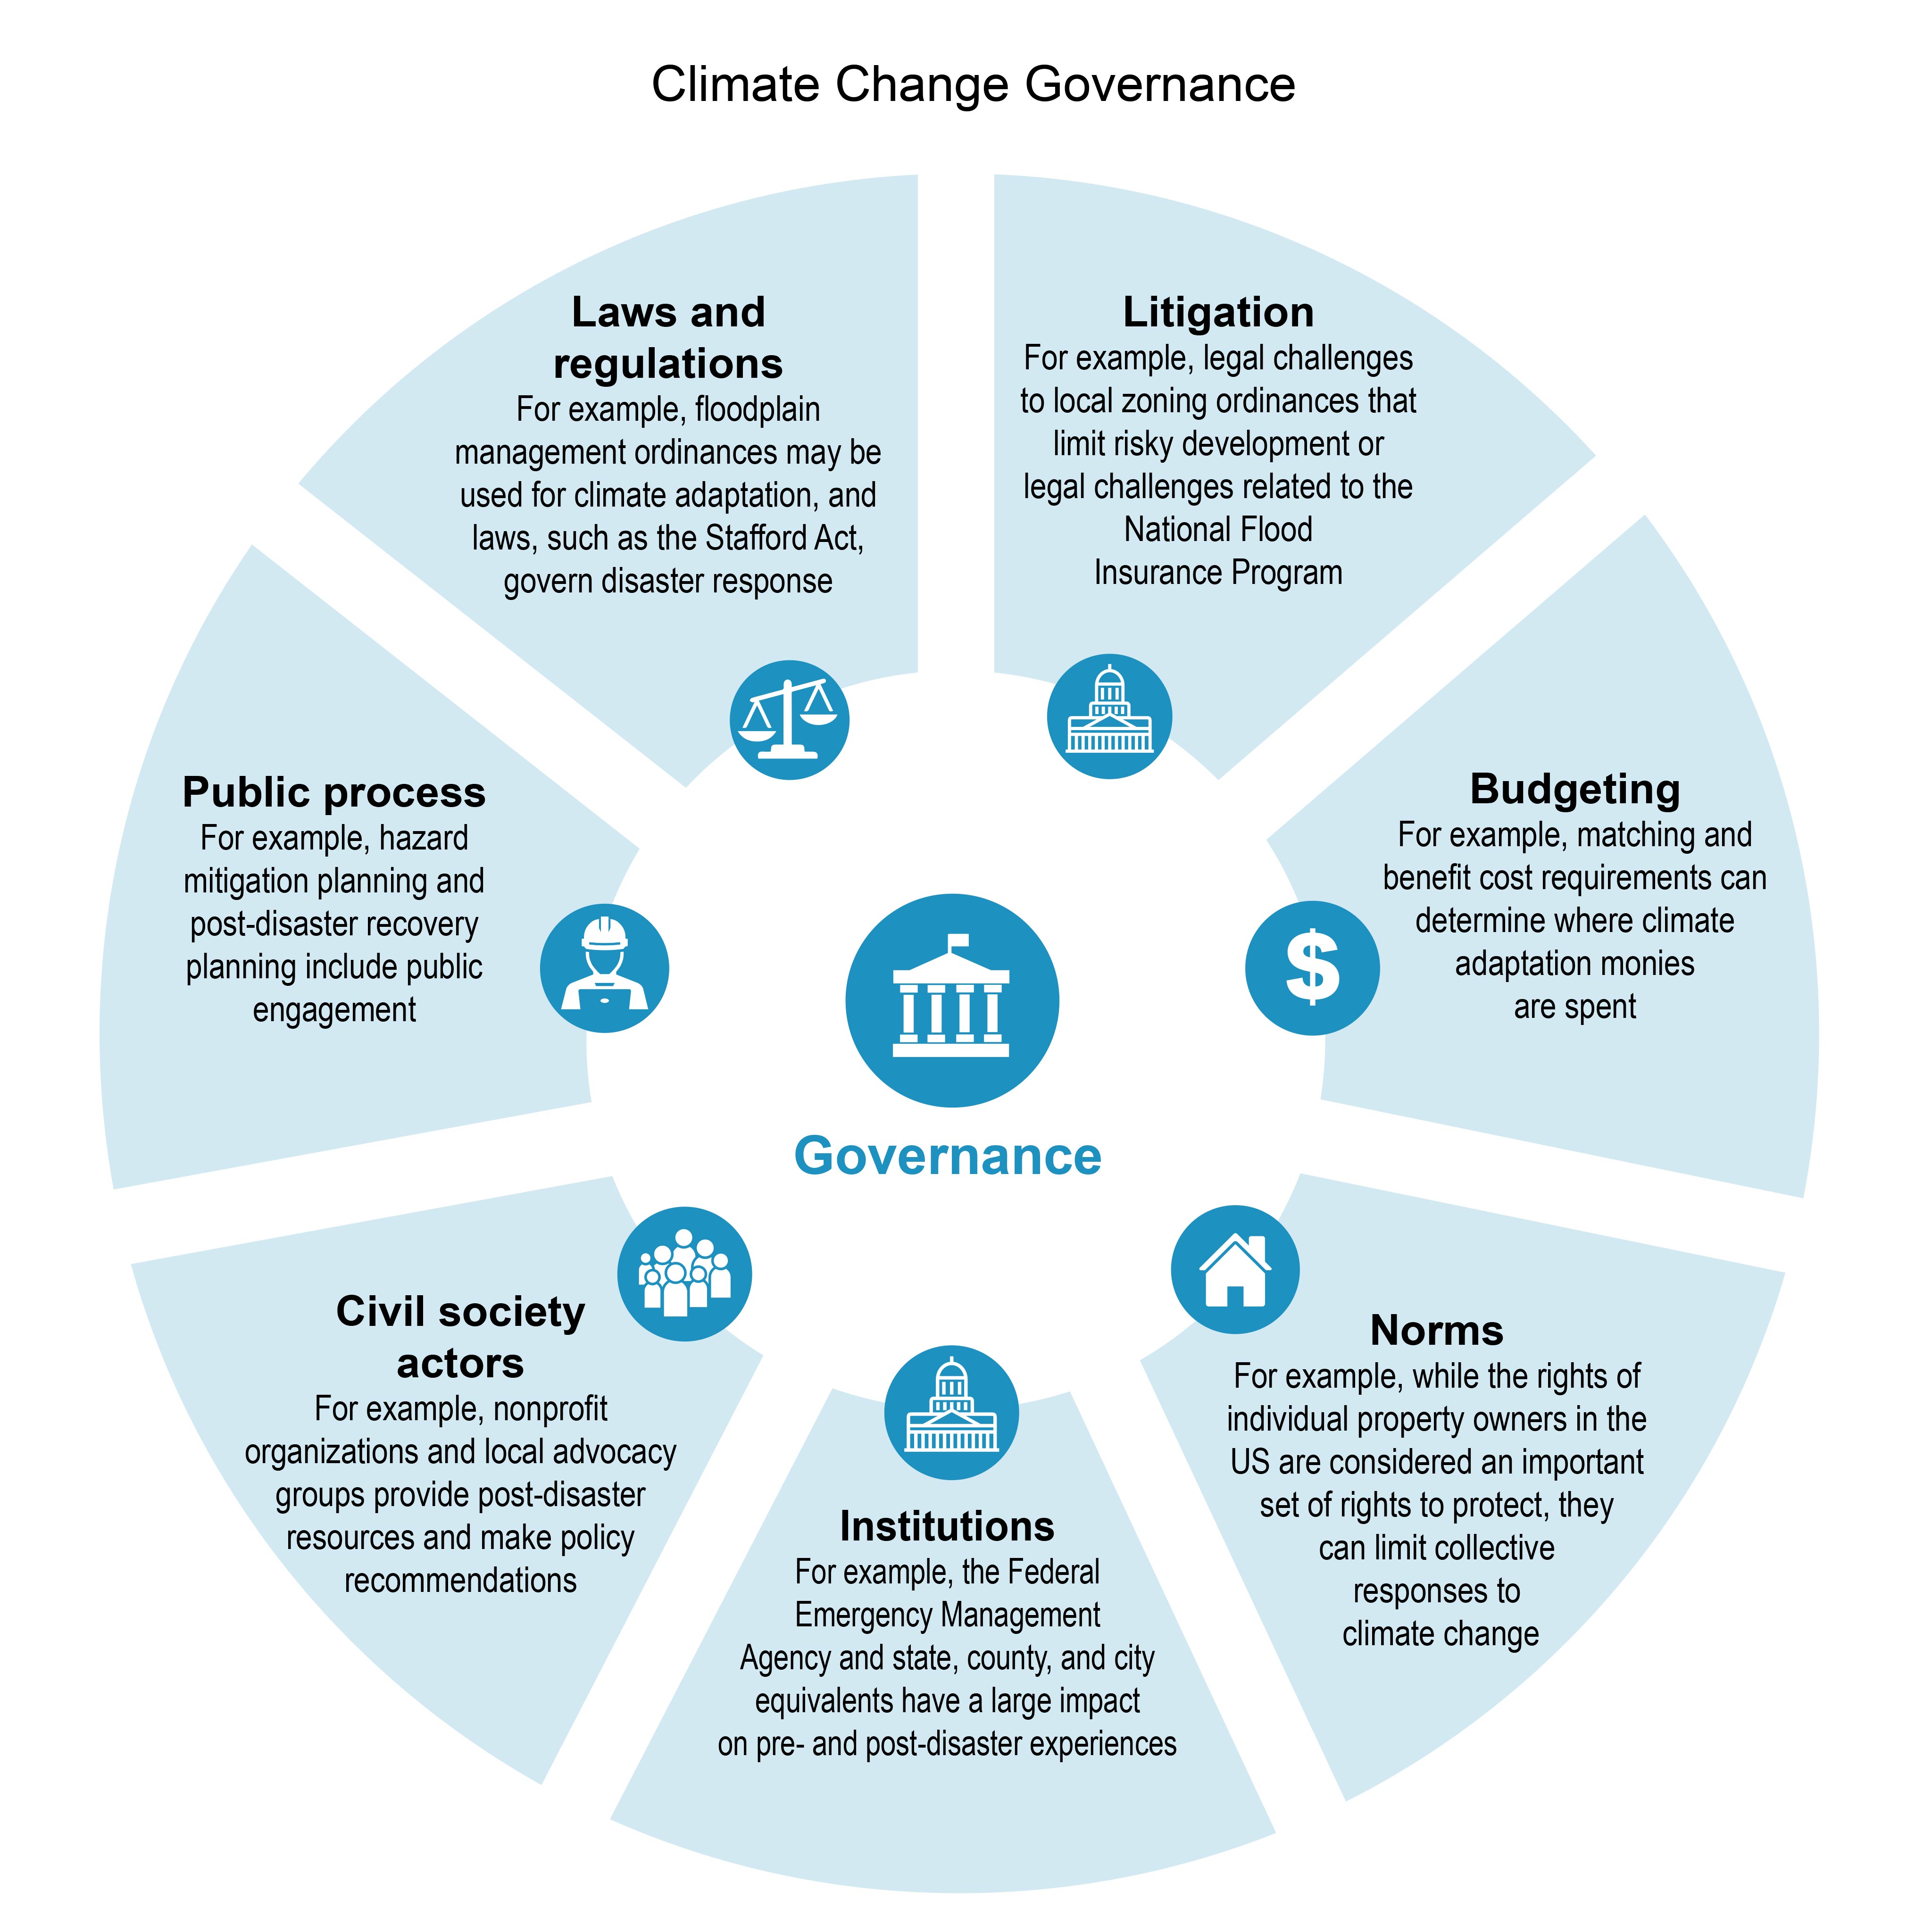 Climate Change Governance
Laws and
regulations
For example, floodplain
management ordinances may be
used for climate adaptation, and
laws, such as the Stafford Act,
govern disaster response
Litigation
For example, legal challenges
to local zoning ordinances that
limit risky development or
legal challenges related to the
National Flood
Insurance Program
Budgeting
For example, matching and
benefit cost requirements can
determine where climate
adaptation monies
are spent
Norms
For example, while the rights of
individual property owners in the
US are considered an important
set of rights to protect, they
can limit collective
responses to
climate change
Institutions
For example, the Federal
Emergency Management
Agency and state, county, and city
equivalents have a large impact
on pre- and post-disaster experiences
Civil society
actors
For example, nonprofit
organizations and local advocacy
groups provide post-disaster
resources and make policy
recommendations
Public process
For example, hazard
mitigation planning and
post-disaster recovery
planning include public
engagement
$
Governance